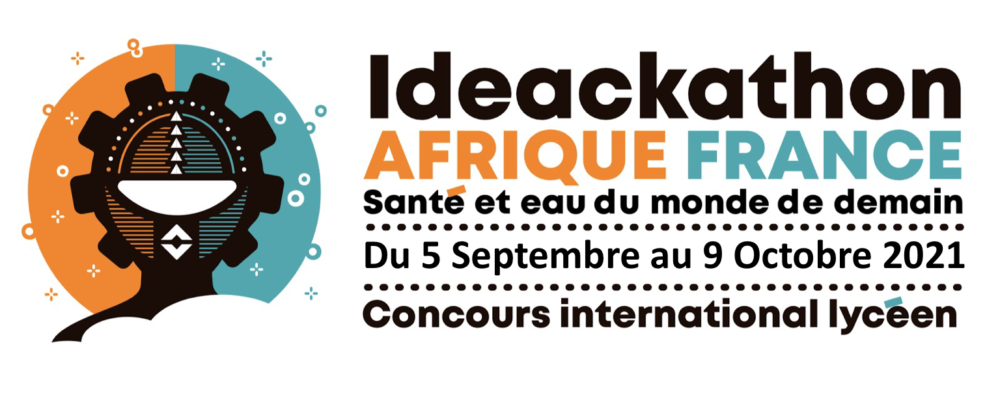 Ideackathon
AFRIQUE FRANCE
Santé et eau du monde de demain
Du 5 Septembre au 9 Octobre 2021
Concours international lycéen